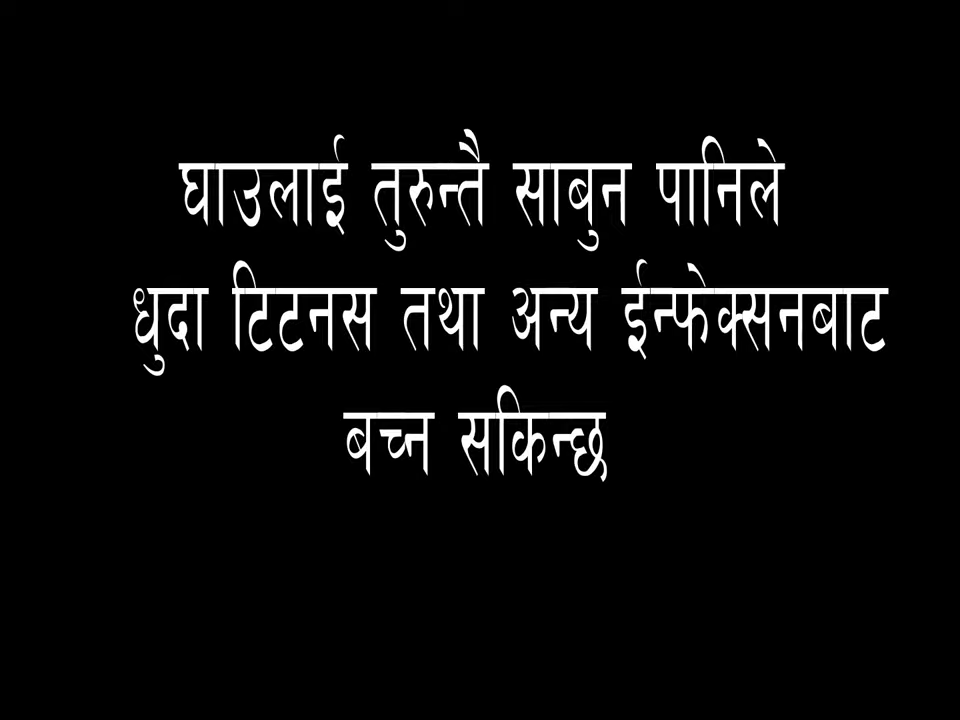 घाउलाई तुरुन्तै साबुन पानिले
धुदा टिटनस तथा अन्य ईन्फेक्सनबाट
बच्न सकिन्छ